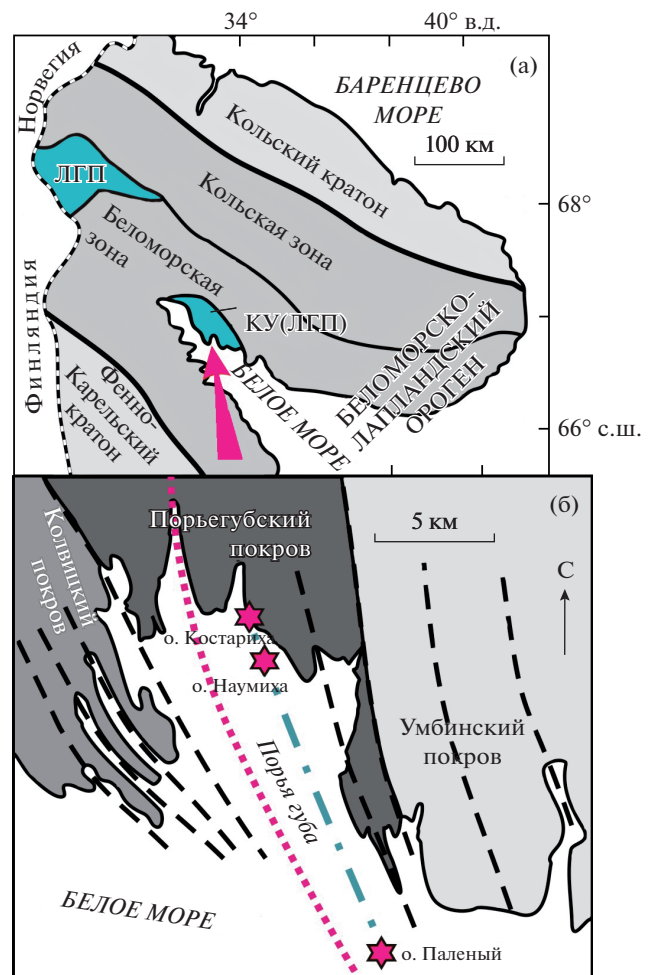 34°
40° в.д.
(а)
Норвегия
БАРЕНЦЕВО
МОРЕ
100 км
Кольский кратон
ЛГП
Кольская зона
68°
Беломорская
зона
КУ(ЛГП)
Финляндия
БЕЛОЕ МОРЕ
БЕЛОМОРСКО-
ЛАПЛАНДСКИЙ
ОРОГЕН
Фенно-
Карельский
кратон
66° с.ш.
(б)
Порьегубский
покров
5 км
Колвицкий
покров
С
о. Костариха
о. Наумиха
Умбинский
покров
Порья губа
БЕЛОЕ МОРЕ
о. Паленый